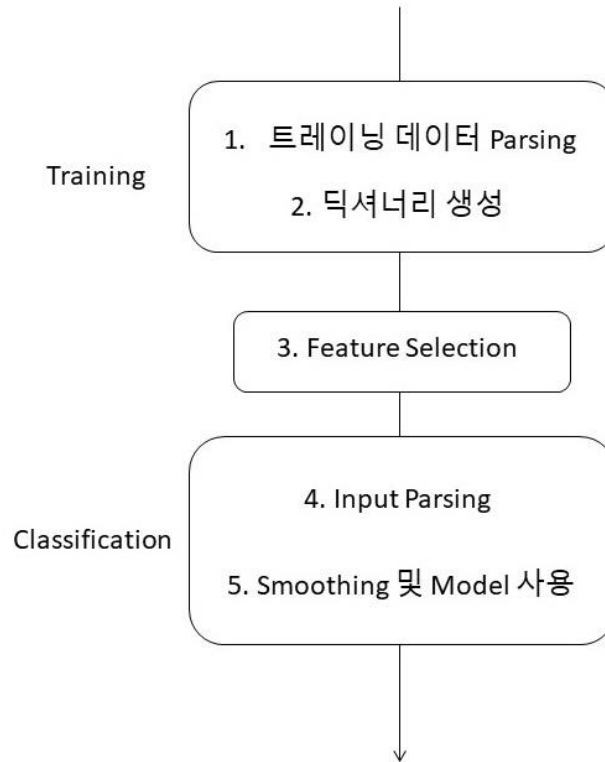 Training
1. 트레이닝 데이터 Parsing
2. 딕셔너리 생성
3. Feature Selection
Classification
4. Input Parsing
5. Smoothing 및 Model 사용